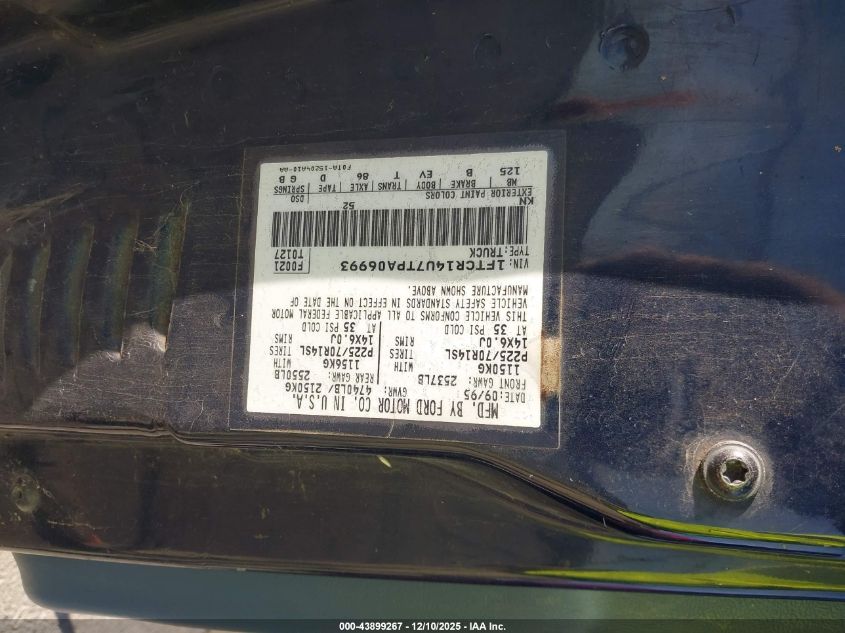 MFD. BY FORD MOTOR CO. IN U.S.A.
DATE: 09/95 GVWR: 4740LB/ 2150KG
FRONT GAWR: 2537LB REAR GAWR: 2550LB
1150KG WITH 1156KG WITH
P225/70R14SL TIRES P225/70R14SL TIRES
14X6.0J RIMS 14X6.0J RIMS
AT 35 PSI COLD AT 35 PSI COLD
THIS VEHICLE CONFORMS TO ALL APPLICABLE FEDERAL MOTOR
VEHICLE SAFETY STANDARDS IN EFFECT ON THE DATE OF
MANUFACTURE SHOWN ABOVE.
VIN: 1FTCR14U7TPA06993 F0021
TYPE: TRUCK T0127
KN 52
EXTERIOR PAINT COLORS DSO
WB BRAKE BODY TRANS AXLE TAPE SPRINGS
125 B EV 86 D G B
F0TA-15204A10-AA
000-43899267 - 12/10/2025 - IAA Inc.